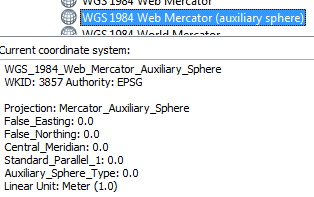 WGS 1984 Web Mercator
WGS 1984 Web Mercator (auxiliary sphere)
WGS 1984 World Mercator
Current coordinate system:
WGS_1984_Web_Mercator_Auxiliary_Sphere
WKID: 3857 Authority: EPSG
Projection: Mercator_Auxiliary_Sphere
False_Easting: 0.0
False_Northing: 0.0
Central_Meridian: 0.0
Standard_Parallel_1: 0.0
Auxiliary_Sphere_Type: 0.0
Linear Unit: Meter (1.0)